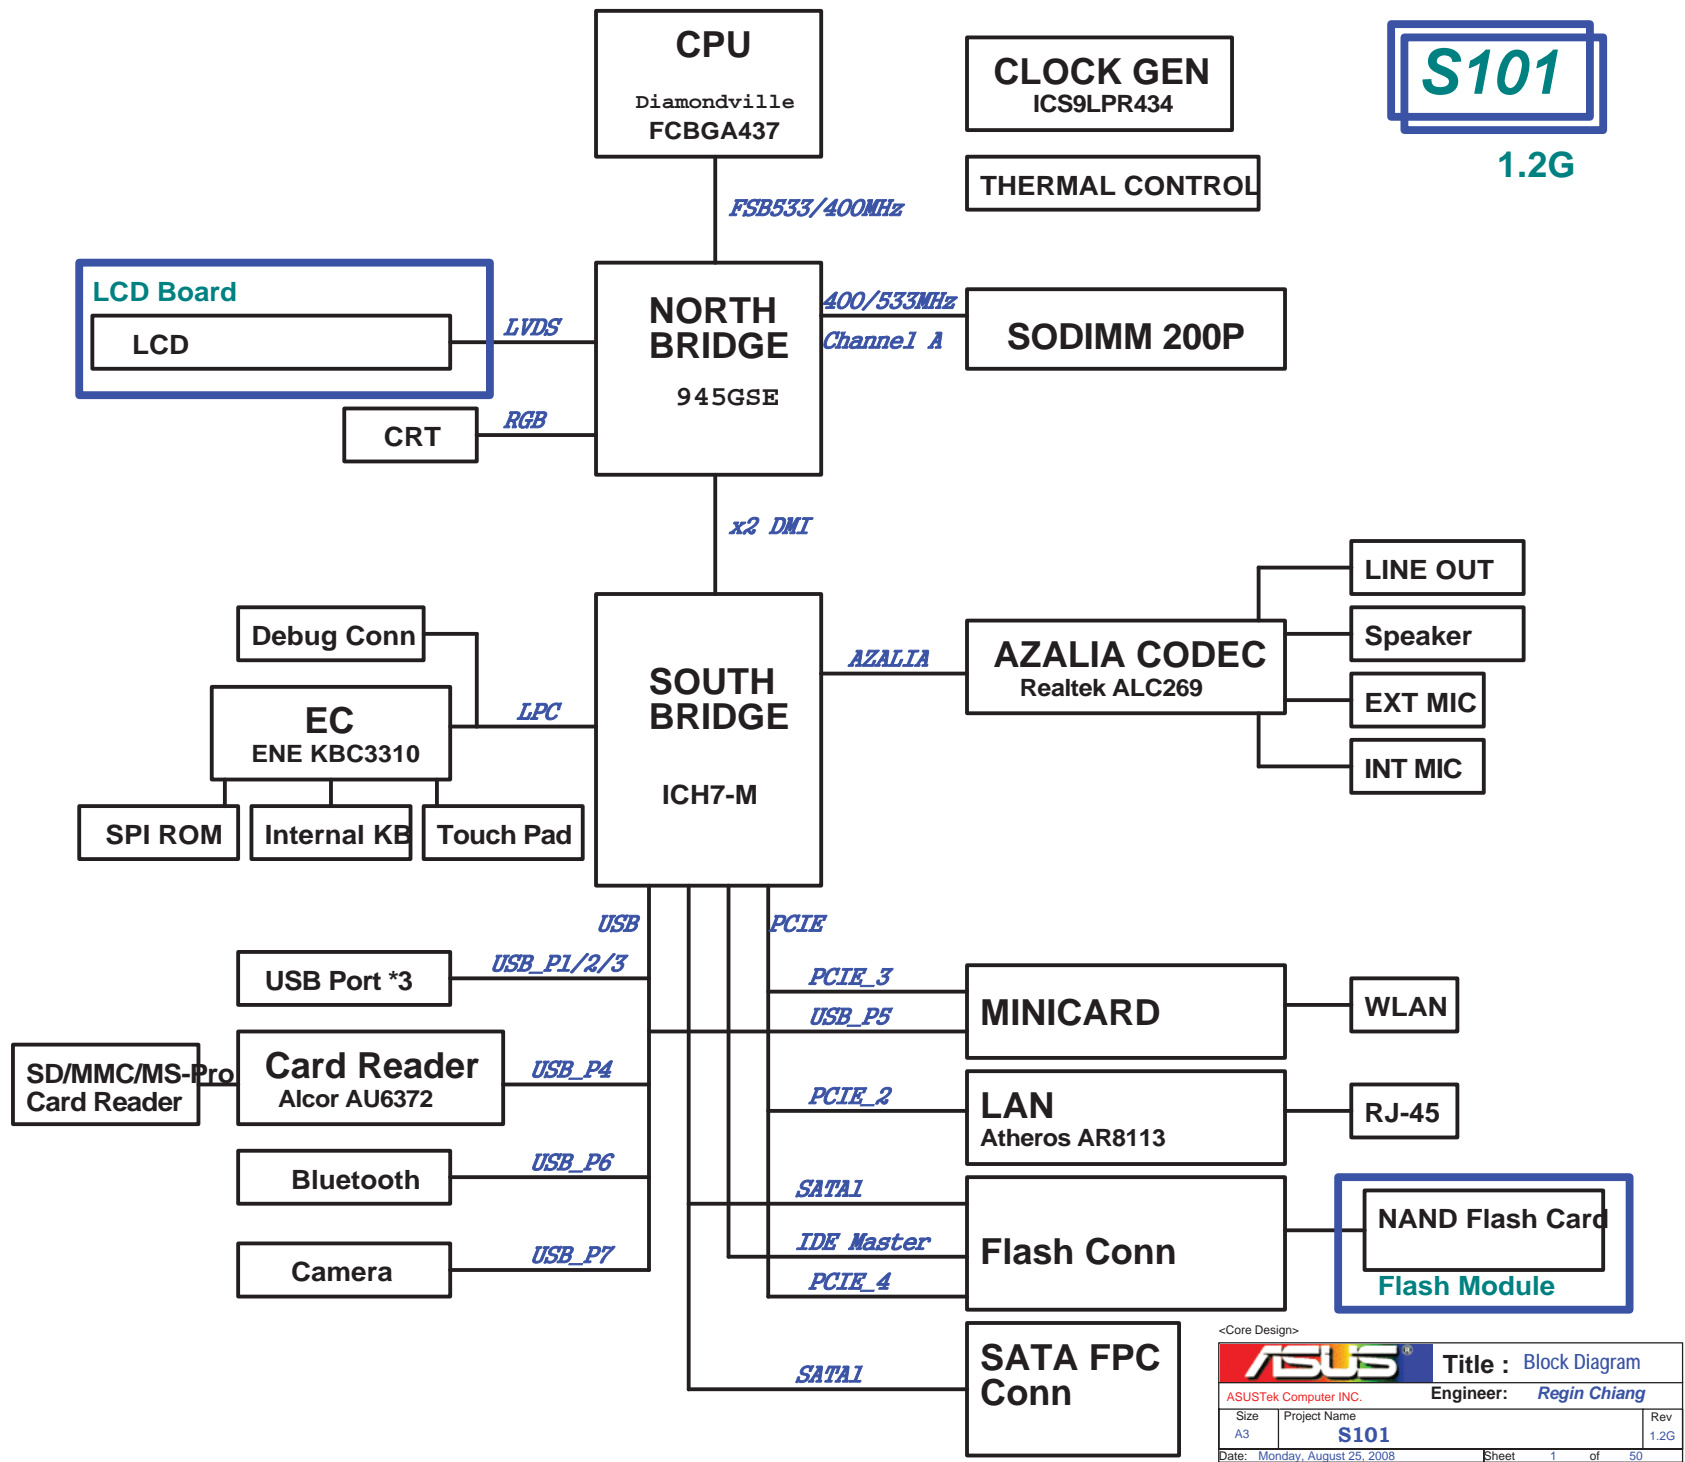 CPU
Diamondville
FCBGA437
CLOCK GEN
ICS9LPR434
S101
1.2G
THERMAL CONTROL
FSB533/400MHz
LCD Board
LCD
LVDS
NORTH
BRIDGE
945GSE
400/533MHz
Channel A
SODIMM 200P
CRT
RGB
x2 DMI
Debug Conn
EC
ENE KBC3310
LPC
SPI ROM
Internal KB
Touch Pad
SOUTH
BRIDGE
ICH7-M
AZALIA
AZALIA CODEC
Realtek ALC269
LINE OUT
Speaker
EXT MIC
INT MIC
USB
PCIE
USB Port *3
USB_P1/2/3
PCIE_3
USB_P5
MINICARD
WLAN
SD/MMC/MS-Pro
Card Reader
Card Reader
Alcor AU6372
USB_P4
PCIE_2
LAN
Atheros AR8113
RJ-45
Bluetooth
USB_P6
SATA1
IDE Master
PCIE_4
Flash Conn
NAND Flash Card
Flash Module
Camera
USB_P7
SATA1
SATA FPC
Conn
<Core Design>
ASUS ®
Title : Block Diagram
ASUSTek Computer INC.
Engineer: Regin Chiang
Size
A3
Project Name
S101
Rev
1.2G
Date: Monday, August 25, 2008
Sheet 1 of 50